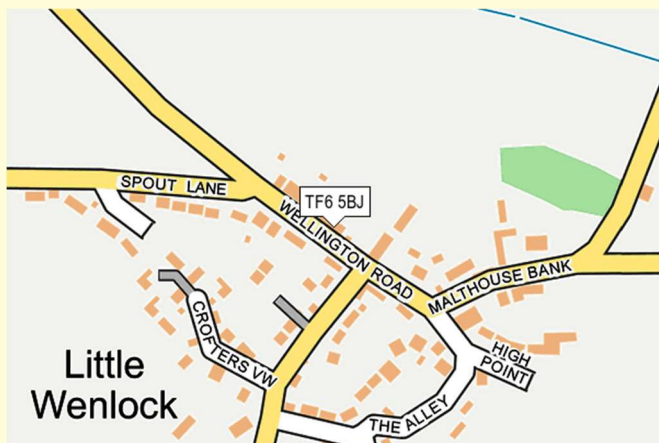 SPOUT LANE
TF6 5BJ
WELLINGTON ROAD
MALTHOUSE BANK
CROFTERS VW
HIGH
POINT
THE ALLEY
Little
Wenlock